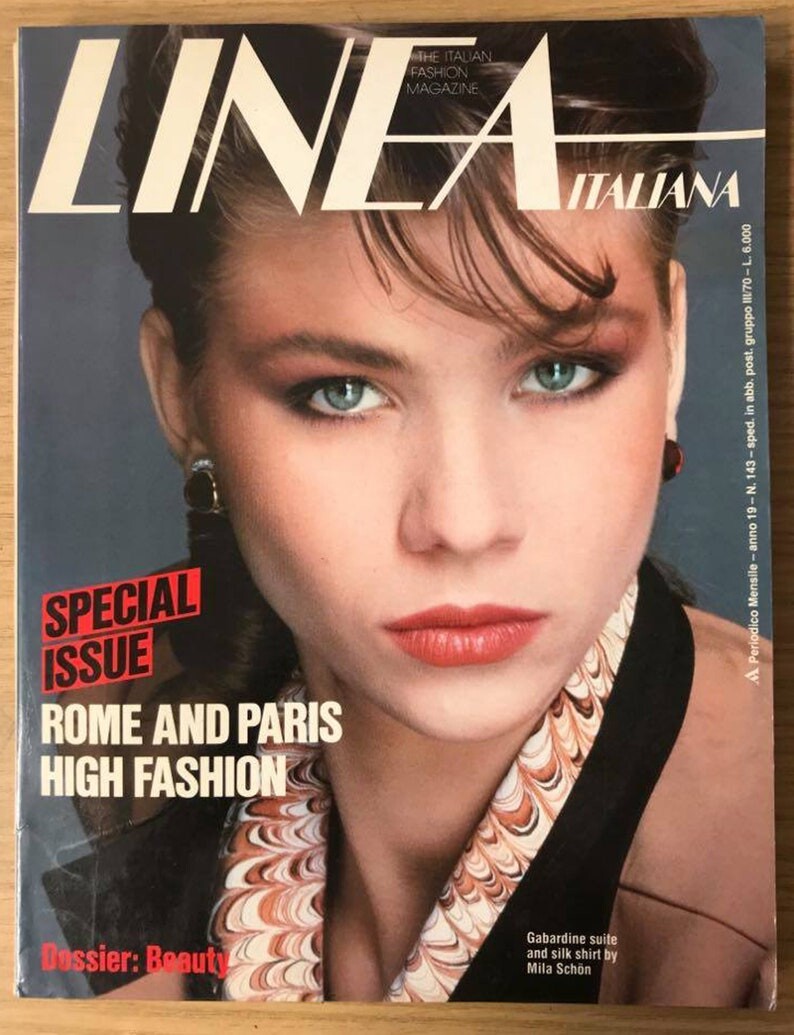 LINEA
THE ITALIAN
FASHION
MAGAZINE
ITALIANA
Periodico Mensile – anno 19 – N. 143 – sped. in abb. post. gruppo III/70 – L. 6.000
SPECIAL
ISSUE
ROME AND PARIS
HIGH FASHION
Dossier: Beauty
Gabardine suite
and silk shirt by
Mila Schön